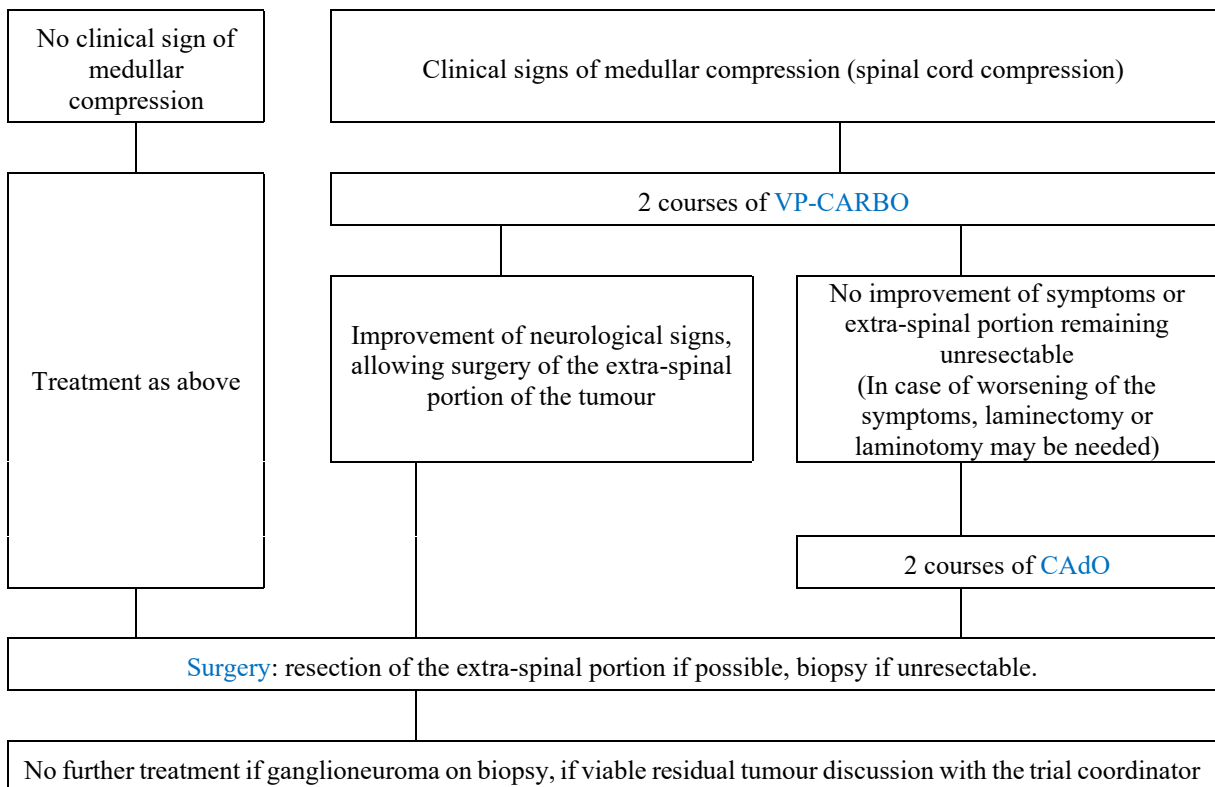 No clinical sign of
medullar
compression
Clinical signs of medullar compression (spinal cord compression)
Treatment as above
2 courses of VP-CARBO
Improvement of neurological signs,
allowing surgery of the extra-spinal
portion of the tumour
No improvement of symptoms or
extra-spinal portion remaining
unresectable
(In case of worsening of the
symptoms, laminectomy or
laminotomy may be needed)
2 courses of CAdO
Surgery: resection of the extra-spinal portion if possible, biopsy if unresectable.
No further treatment if ganglioneuroma on biopsy, if viable residual tumour discussion with the trial coordinator